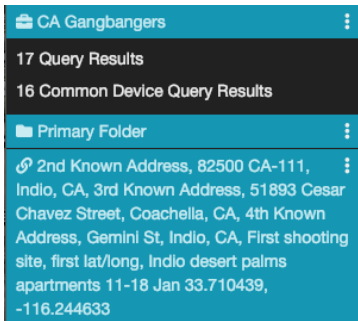 CA Gangbangers
17 Query Results
16 Common Device Query Results
Primary Folder
2nd Known Address, 82500 CA-111,
Indio, CA, 3rd Known Address, 51893 Cesar
Chavez Street, Coachella, CA, 4th Known
Address, Gemini St, Indio, CA, First shooting
site, first lat/long, Indio desert palms
apartments 11-18 Jan 33.710439,
-116.244633